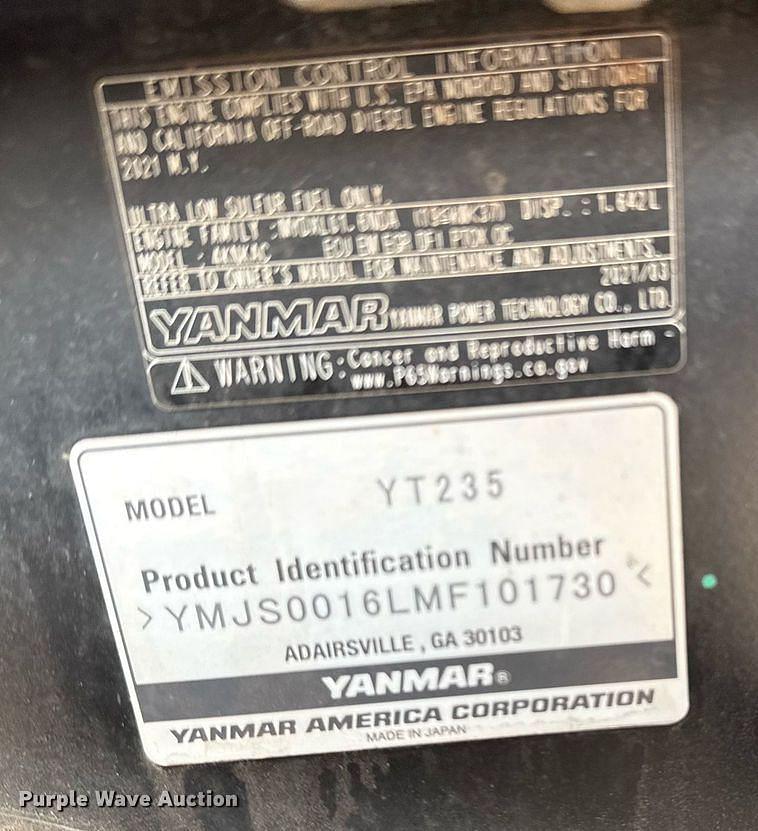 EMISSION CONTROL INFORMATION
THIS ENGINE COMPLIES WITH U.S. EPA NONROAD AND STATIONARY
AND CALIFORNIA OFF-ROAD DIESEL ENGINE REGULATIONS FOR
2021 M.Y.
ULTRA LOW SULFUR FUEL ONLY.
ENGINE FAMILY : DISP. : 1.642L
MODEL :
REFER TO OWNER'S MANUAL FOR MAINTENANCE AND ADJUSTMENTS.
2021/03
YANMAR YANMAR POWER TECHNOLOGY CO., LTD.
WARNING: Cancer and Reproductive Harm -
www.P65Warnings.ca.gov
MODEL YT235
Product Identification Number
>YMJS0016LMF101730<
ADAIRSVILLE, GA 30103
YANMAR®
YANMAR AMERICA CORPORATION
MADE IN JAPAN
Purple Wave Auction